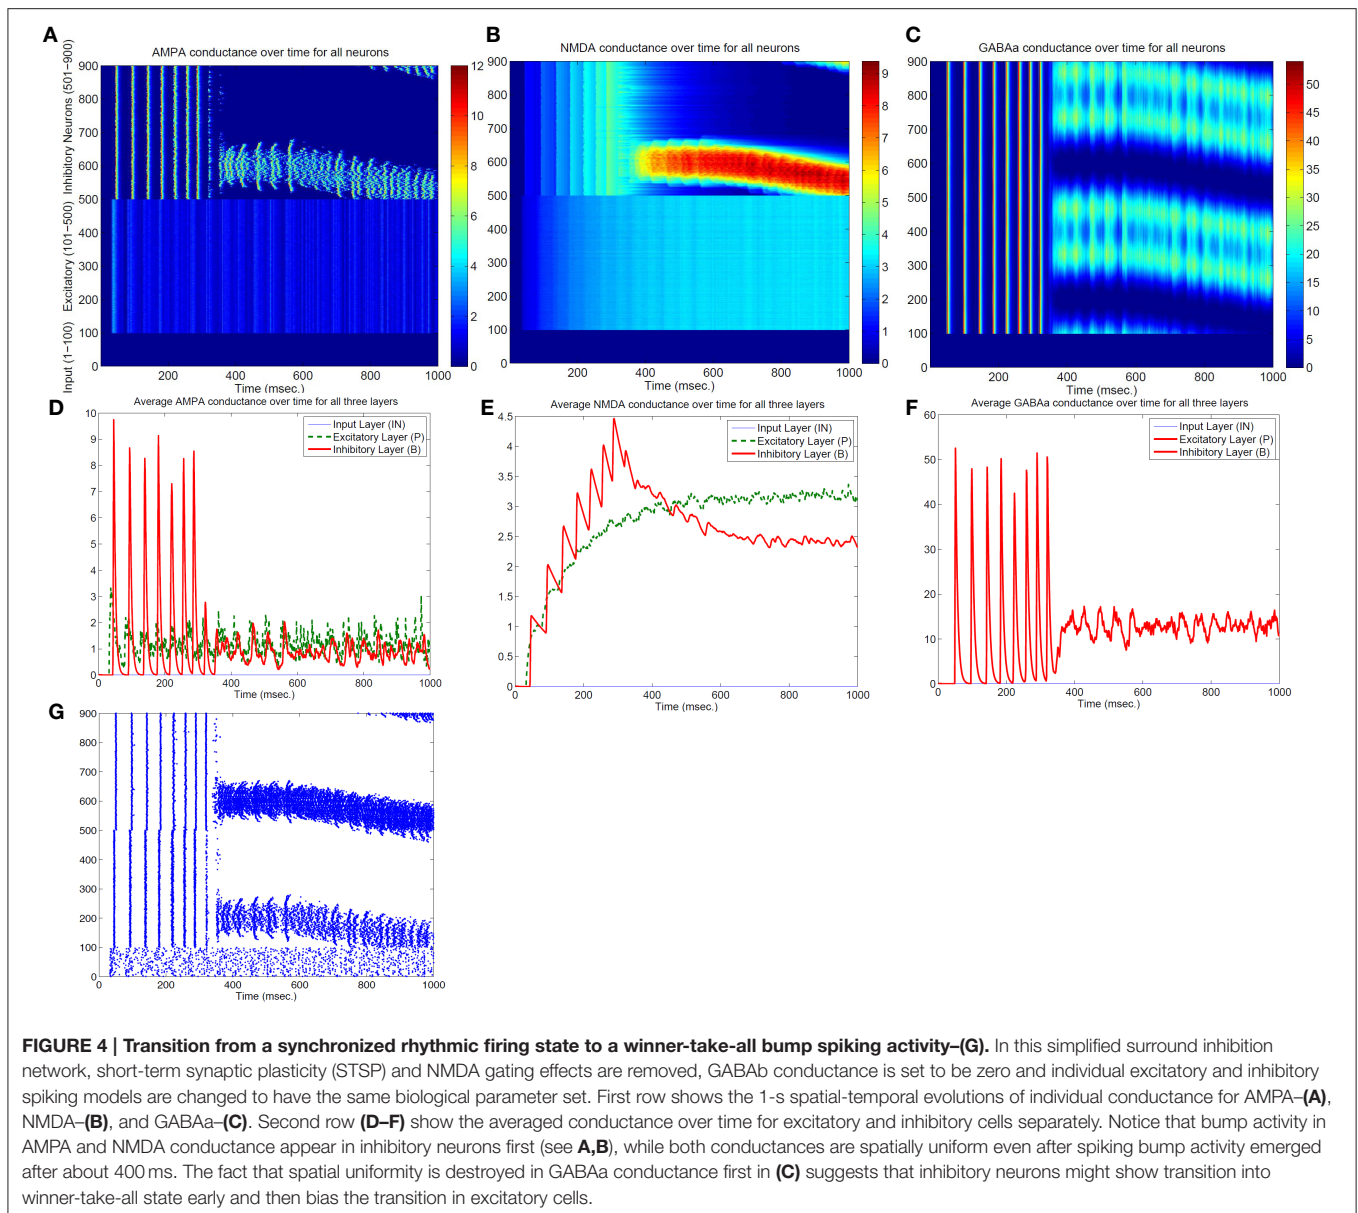 A
AMPA conductance over time for all neurons
Input (1−100) Excitatory (101−500) Inhibitory Neurons (501−900)
900
800
700
600
500
400
300
200
100
0
200 400 600 800 1000
Time (msec.)
12
10
8
6
4
2
0
B
NMDA conductance over time for all neurons
900
800
700
600
500
400
300
200
100
0
200 400 600 800 1000
Time (msec.)
9
8
7
6
5
4
3
2
1
0
C
GABAa conductance over time for all neurons
900
800
700
600
500
400
300
200
100
0
200 400 600 800 1000
Time (msec.)
50
45
40
35
30
25
20
15
10
5
0
D
Average AMPA conductance over time for all three layers
10
9
8
7
6
5
4
3
2
1
0
Input Layer (IN)
Excitatory Layer (P)
Inhibitory Layer (B)
0 200 400 600 800 1000
Time (msec.)
E
Average NMDA conductance over time for all three layers
4.5
4
3.5
3
2.5
2
1.5
1
0.5
0
Input Layer (IN)
Excitatory Layer (P)
Inhibitory Layer (B)
0 200 400 600 800 1000
Time (msec.)
F
Average GABAa conductance over time for all three layers
60
50
40
30
20
10
0
Input Layer (IN)
Excitatory Layer (P)
Inhibitory Layer (B)
0 200 400 600 800 1000
Time (msec.)
G
900
800
700
600
500
400
300
200
100
0
0 200 400 600 800 1000
Time (msec.)
FIGURE 4 | Transition from a synchronized rhythmic firing state to a winner-take-all bump spiking activity–(G). In this simplified surround inhibition
network, short-term synaptic plasticity (STSP) and NMDA gating effects are removed, GABAb conductance is set to be zero and individual excitatory and inhibitory
spiking models are changed to have the same biological parameter set. First row shows the 1-s spatial-temporal evolutions of individual conductance for AMPA–(A),
NMDA–(B), and GABAa–(C). Second row (D–F) show the averaged conductance over time for excitatory and inhibitory cells separately. Notice that bump activity in
AMPA and NMDA conductance appear in inhibitory neurons first (see A,B), while both conductances are spatially uniform even after spiking bump activity emerged
after about 400 ms. The fact that spatial uniformity is destroyed in GABAa conductance first in (C) suggests that inhibitory neurons might show transition into
winner-take-all state early and then bias the transition in excitatory cells.